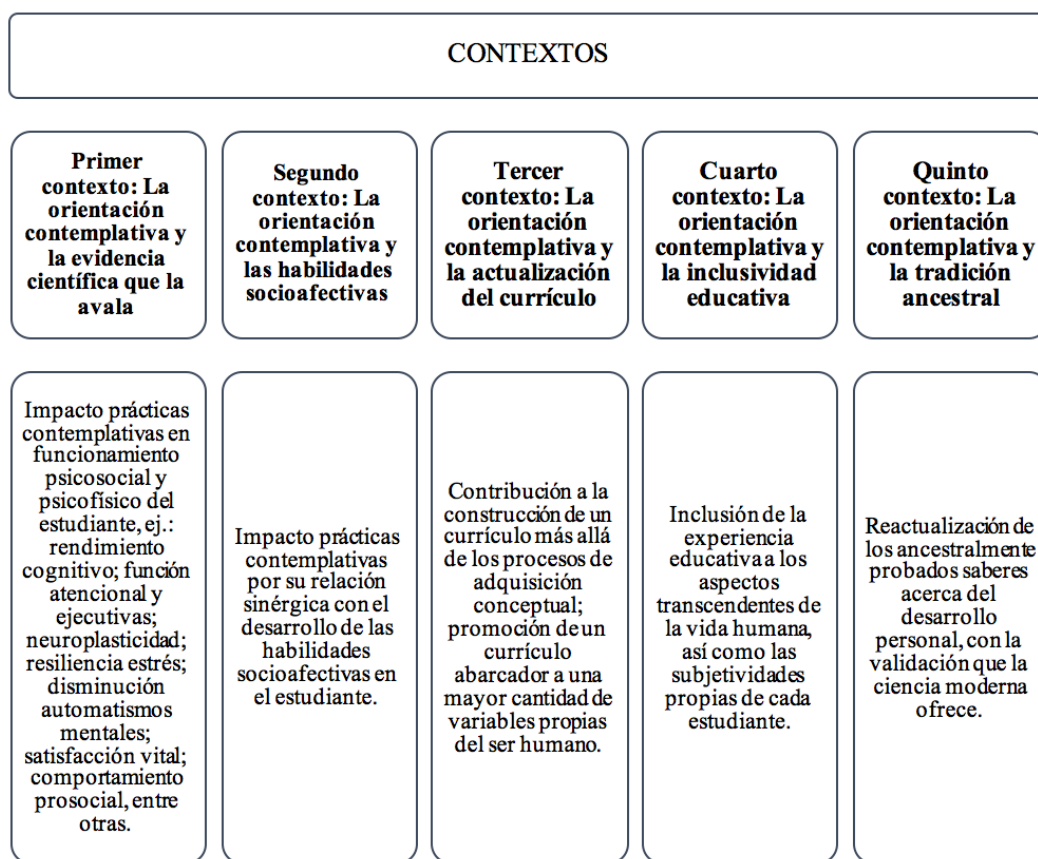 CONTEXTOS
Primer
contexto: La
orientación
contemplativa y
la evidencia
científica que la
avala
Segundo
contexto: La
orientación
contemplativa y
las habilidades
socioafectivas
Tercer
contexto: La
orientación
contemplativa y
la actualización
del currículo
Cuarto
contexto: La
orientación
contemplativa y
la inclusividad
educativa
Quinto
contexto: La
orientación
contemplativa y
la tradición
ancestral
Impacto prácticas
contemplativas en
funcionamiento
psicosocial y
psicofísico del
estudiante, ej.:
rendimiento
cognitivo; función
atencional y
ejecutivas;
neuroplasticidad;
resiliencia estrés;
disminución
automatismos
mentales;
satisfacción vital;
comportamiento
prosocial, entre
otras.
Impacto prácticas
contemplativas
por su relación
sinérgica con el
desarrollo de las
habilidades
socioafectivas en
el estudiante.
Contribución a la
construcción de un
currículo más allá
de los procesos de
adquisición
conceptual;
promoción de un
currículo
abarcador a una
mayor cantidad de
variables propias
del ser humano.
Inclusión de la
experiencia
educativa a los
aspectos
transcendentes de
la vida humana,
así como las
subjetividades
propias de cada
estudiante.
Reactualización de
los ancestralmente
probados saberes
acerca del
desarrollo
personal, con la
validación que la
ciencia moderna
ofrece.